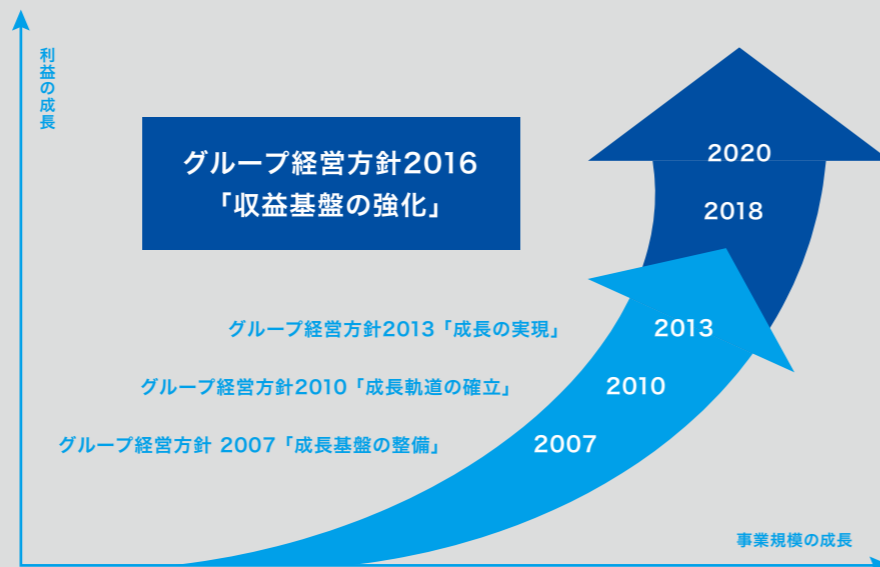 利益の成長
グループ経営方針2016
「収益基盤の強化」
2020
2018
グループ経営方針2013「成長の実現」
2013
グループ経営方針2010「成長軌道の確立」
2010
グループ経営方針 2007「成長基盤の整備」
2007
事業規模の成長